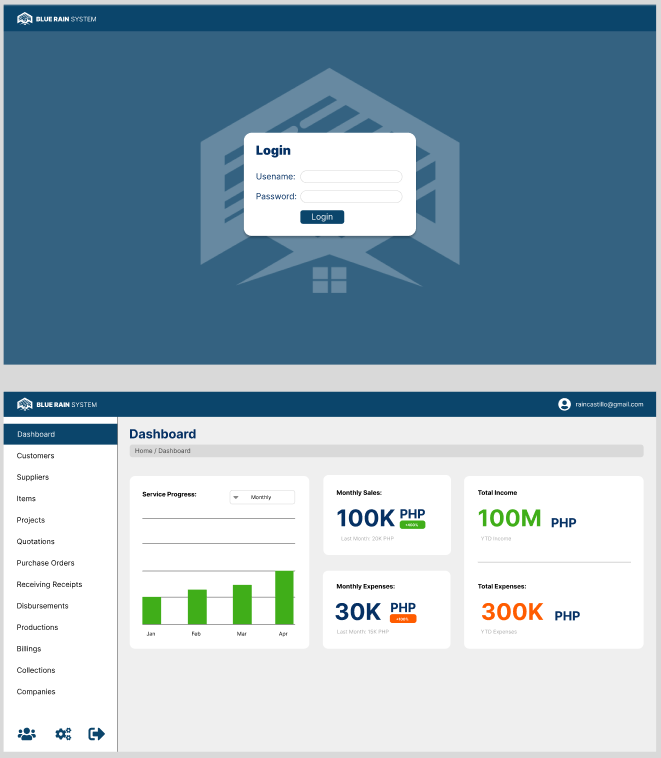 BLUE RAIN SYSTEM
Login
Usename:
Password:
Login
BLUE RAIN SYSTEM
raincastillo@gmail.com
Dashboard
Customers
Suppliers
Items
Projects
Quotations
Purchase Orders
Receiving Receipts
Disbursements
Productions
Billings
Collections
Companies
Dashboard
Home / Dashboard
Service Progress:
Monthly
Jan
Feb
Mar
Apr
Monthly Sales:
100K PHP
Last Month: 20K PHP
Monthly Expenses:
30K PHP
+100%
Last Month: 15K PHP
Total Income
100M PHP
YTD Income
Total Expenses:
300K PHP
YTD Expenses